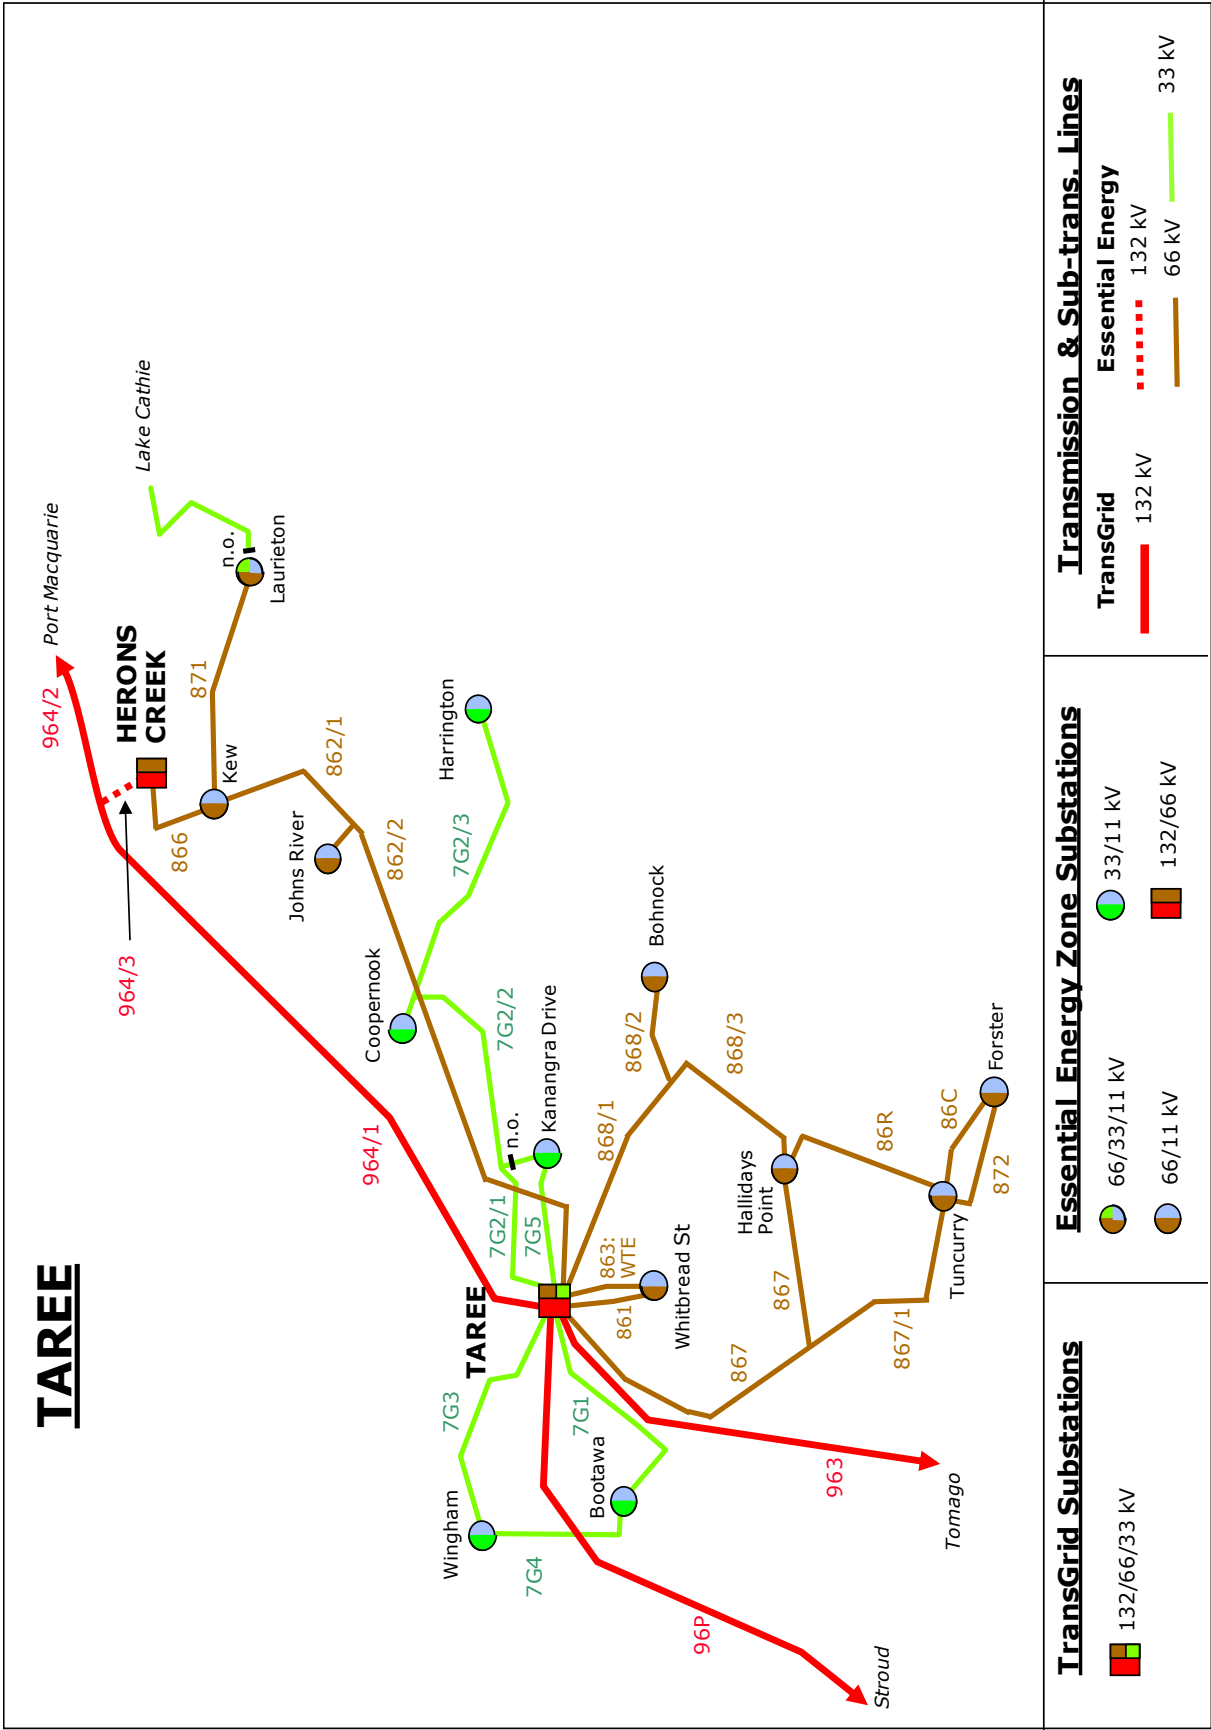 TAREE
Port Macquarie
Lake Cathie
964/2
HERONS
CREEK
n.o.
Laurieton
871
Kew
866
862/1
964/3
Johns River
862/2
Harrington
7G2/3
Coopernook
7G2/2
964/1
n.o.
Kanangra Drive
7G2/1
7G5
TAREE
Bohnock
868/2
868/1
868/3
863:
WTE
861
Whitbread St
Hallidays
Point
86R
86C
Forster
872
Tuncurry
867
867
867/1
7G3
7G1
Wingham
Bootawa
7G4
963
Tomago
96P
Stroud
TransGrid Substations
132/66/33 kV
Essential Energy Zone Substations
66/33/11 kV
33/11 kV
66/11 kV
132/66 kV
Transmission & Sub-trans. Lines
TransGrid
Essential Energy
132 kV
132 kV
66 kV
33 kV